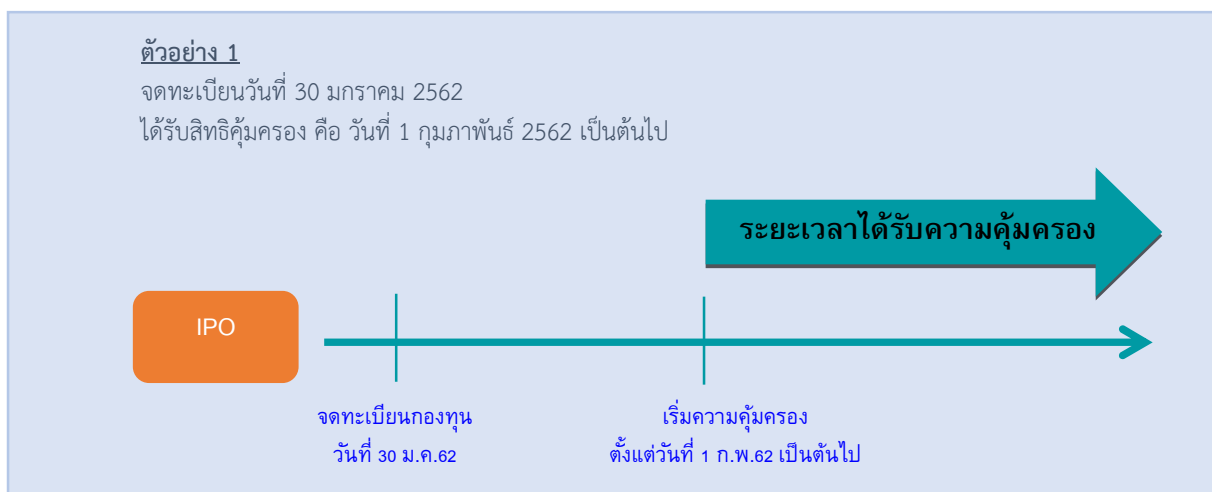 ตัวอย่าง 1
จดทะเบียนวันที่ 30 มกราคม 2562
ได้รับสิทธิคุ้มครอง คือ วันที่ 1 กุมภาพันธ์ 2562 เป็นต้นไป
ระยะเวลาได้รับความคุ้มครอง
IPO
จดทะเบียนกองทุน
วันที่ 30 ม.ค.62
เริ่มความคุ้มครอง
ตั้งแต่วันที่ 1 ก.พ.62 เป็นต้นไป